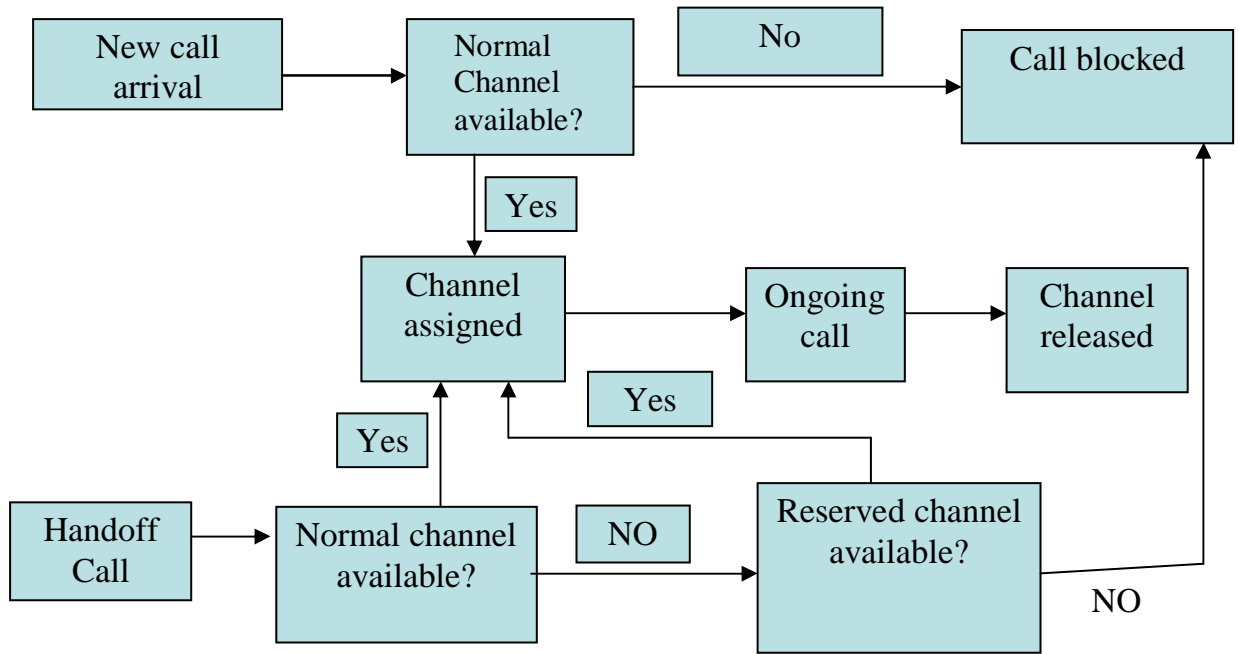 New call
arrival
Normal
Channel
available?
No
Call blocked
Yes
Channel
assigned
Ongoing
call
Channel
released
Yes
Yes
Handoff
Call
Normal channel
available?
NO
Reserved channel
available?
NO